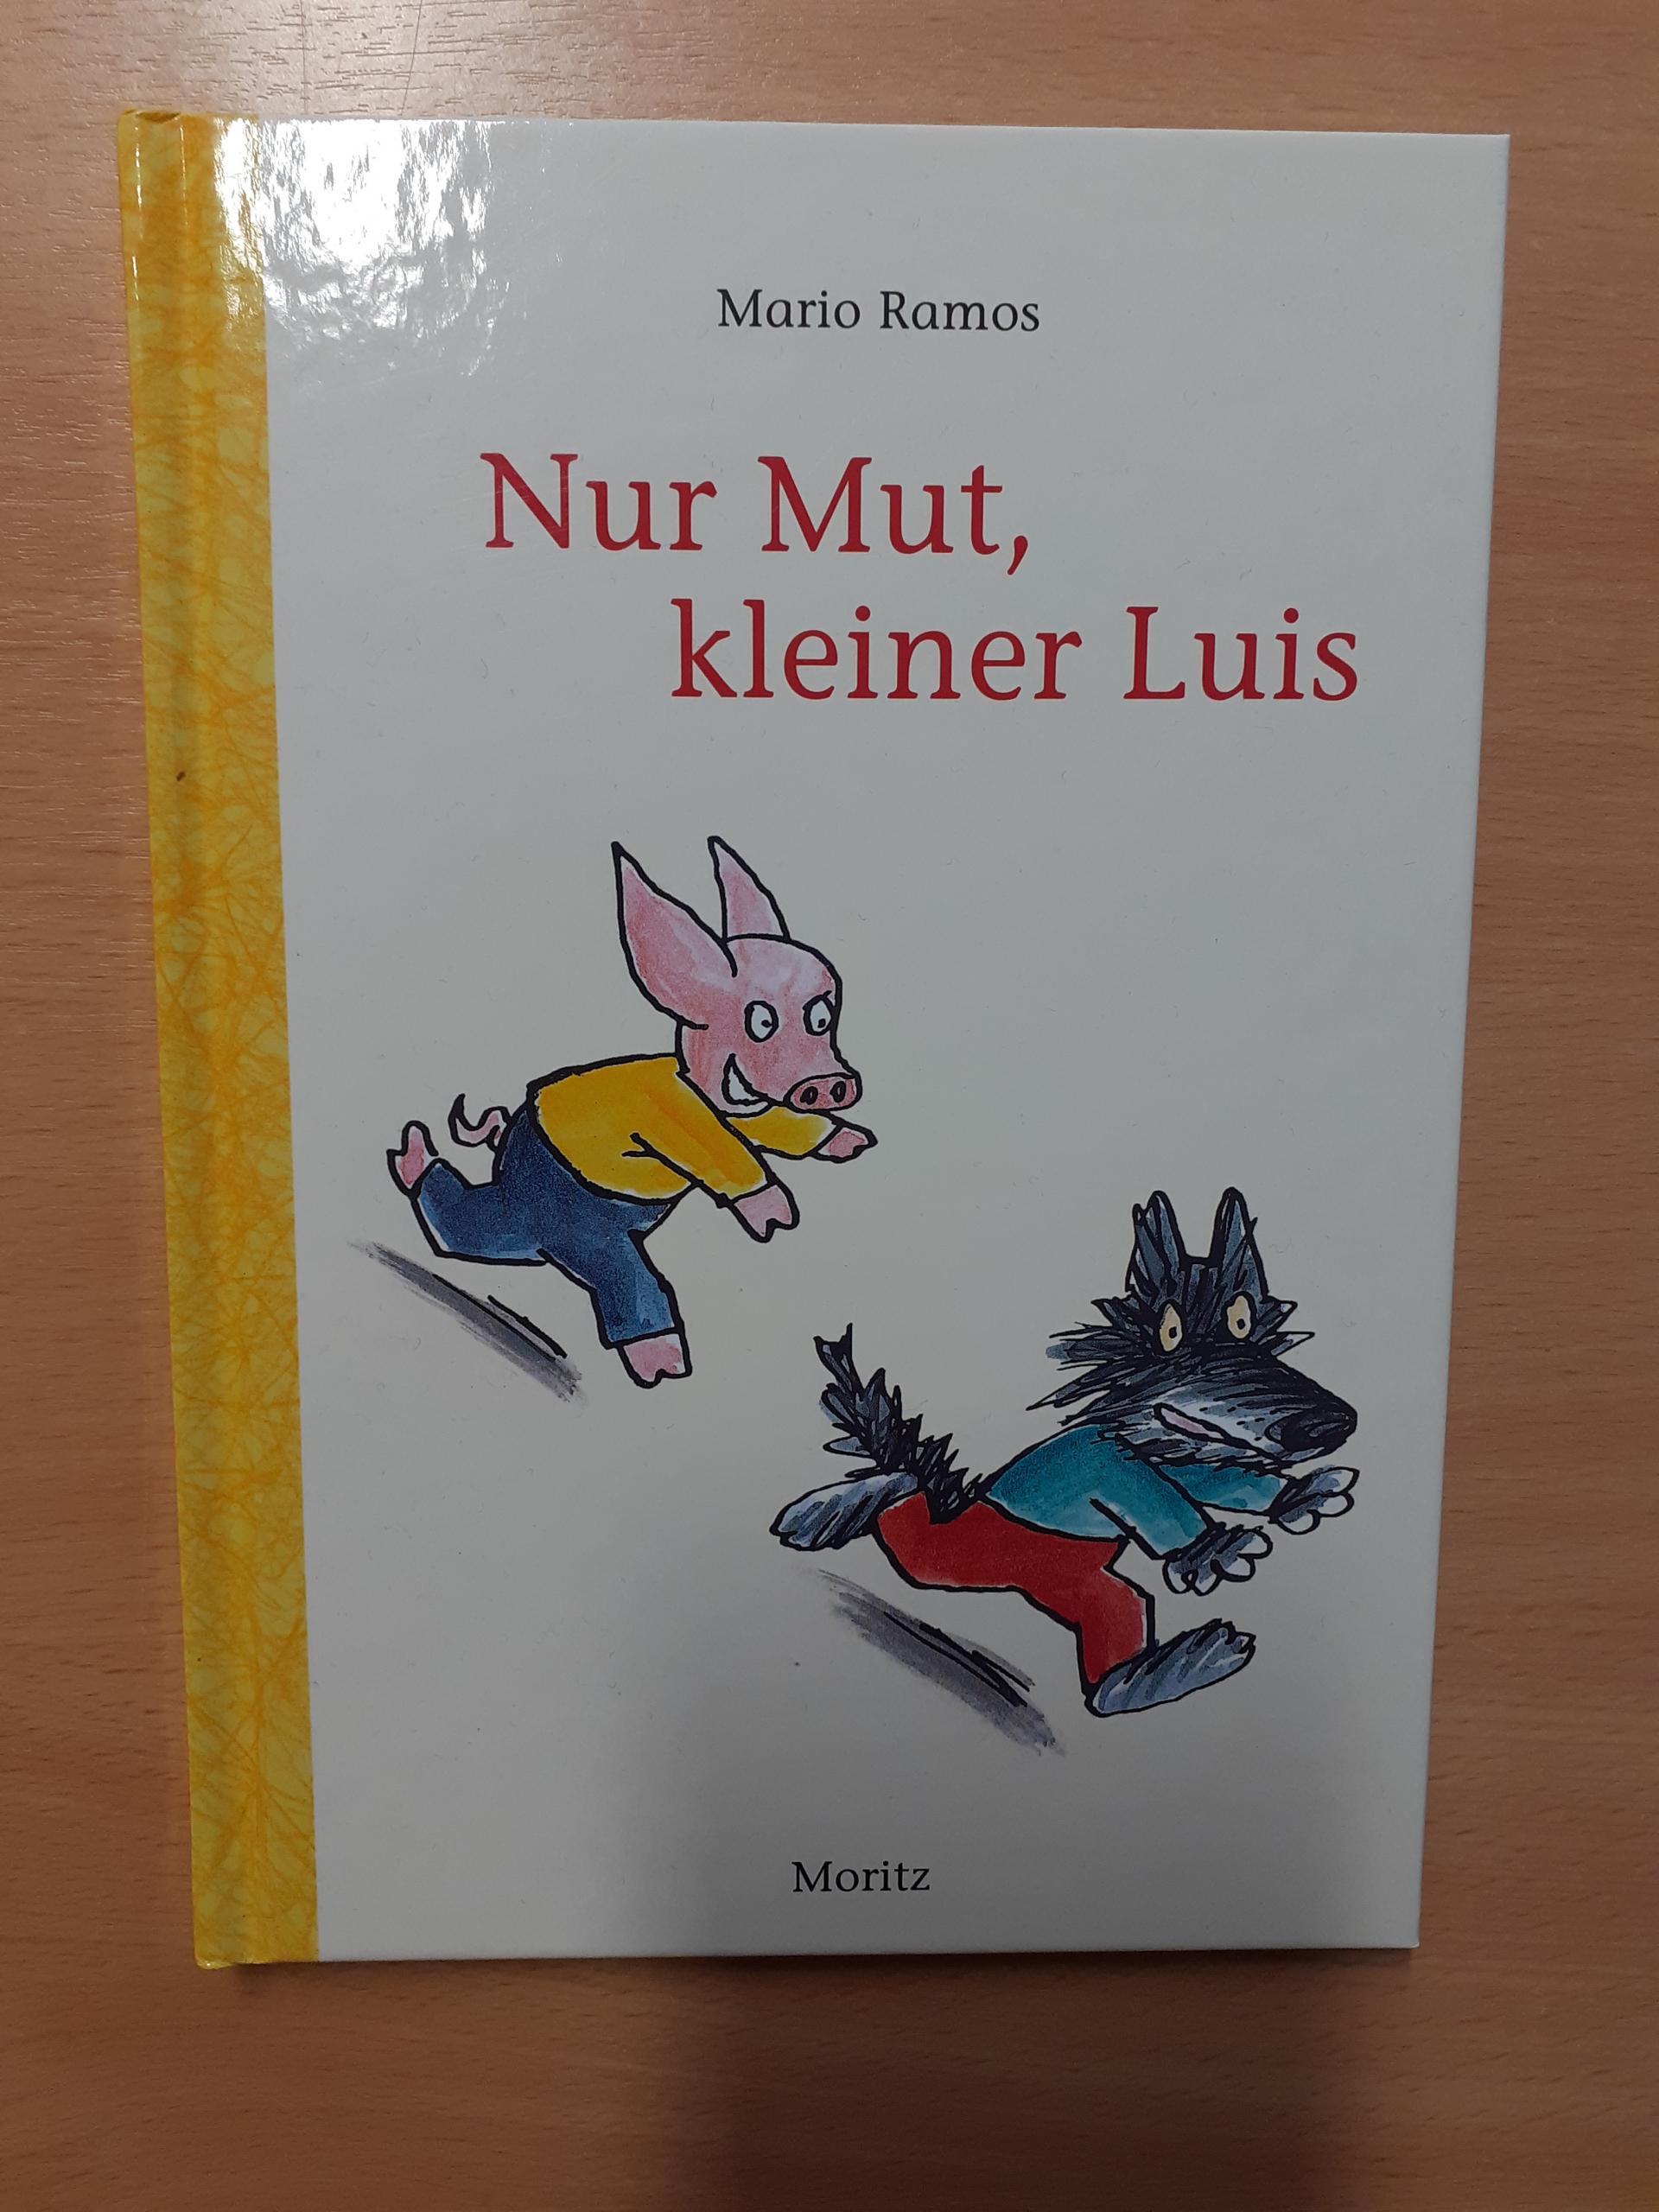 Mario Ramos
Nur Mut,
kleiner Luis
Moritz